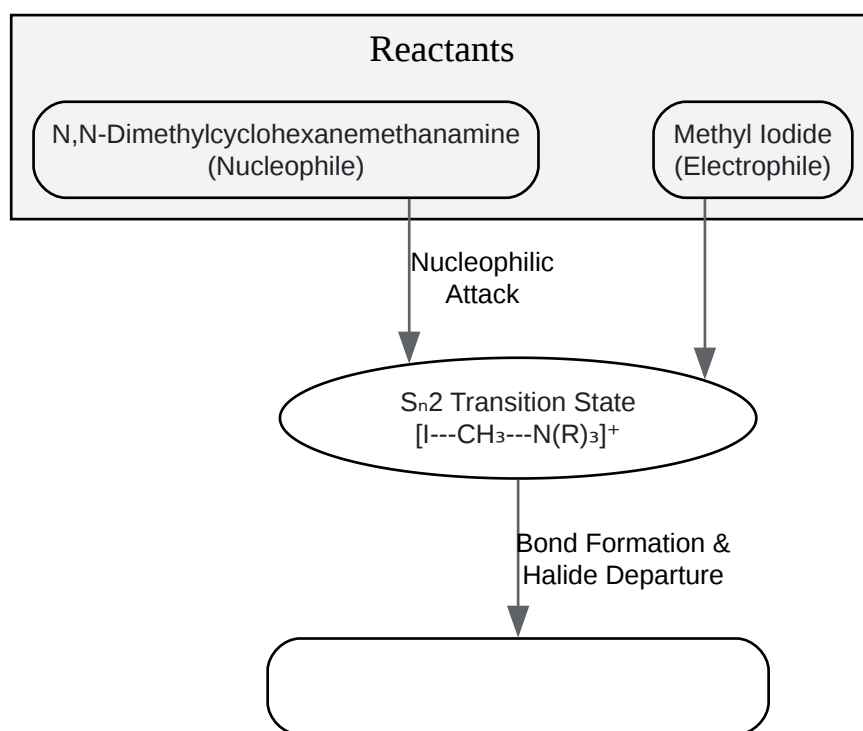 Reactants
N,N-Dimethylcyclohexanemethanamine
(Nucleophile)
Methyl Iodide
(Electrophile)
Nucleophilic
Attack
Sₙ2 Transition State
[I---CH₃---N(R)₃]⁺
Bond Formation &
Halide Departure